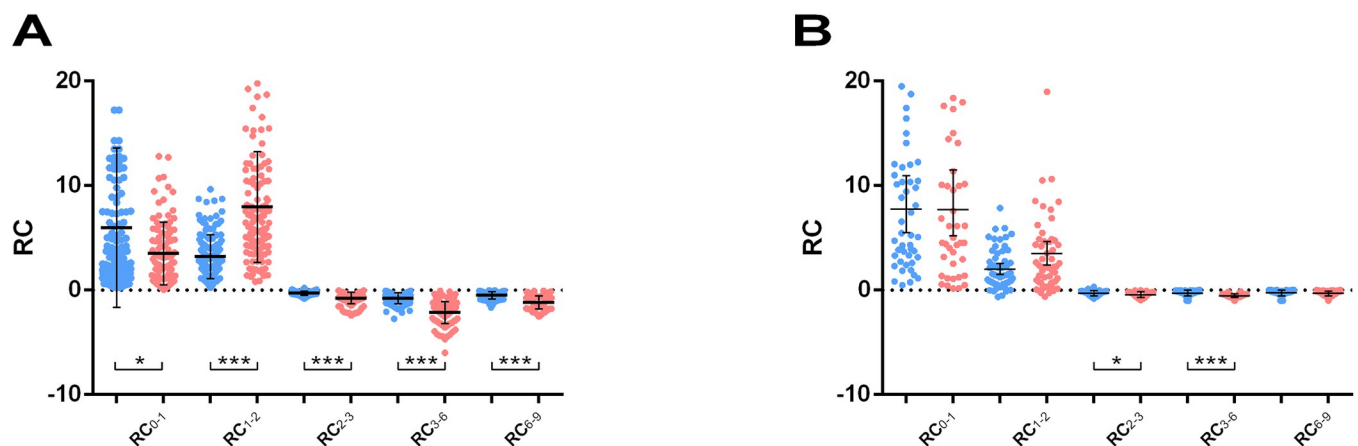 A
B
RC
20
10
0
-10
* *** *** *** ***
RC0-1 RC1-2 RC2-3 RC3-6 RC6-9
RC
20
10
0
-10
* ***
RC0-1 RC1-2 RC2-3 RC3-6 RC6-9